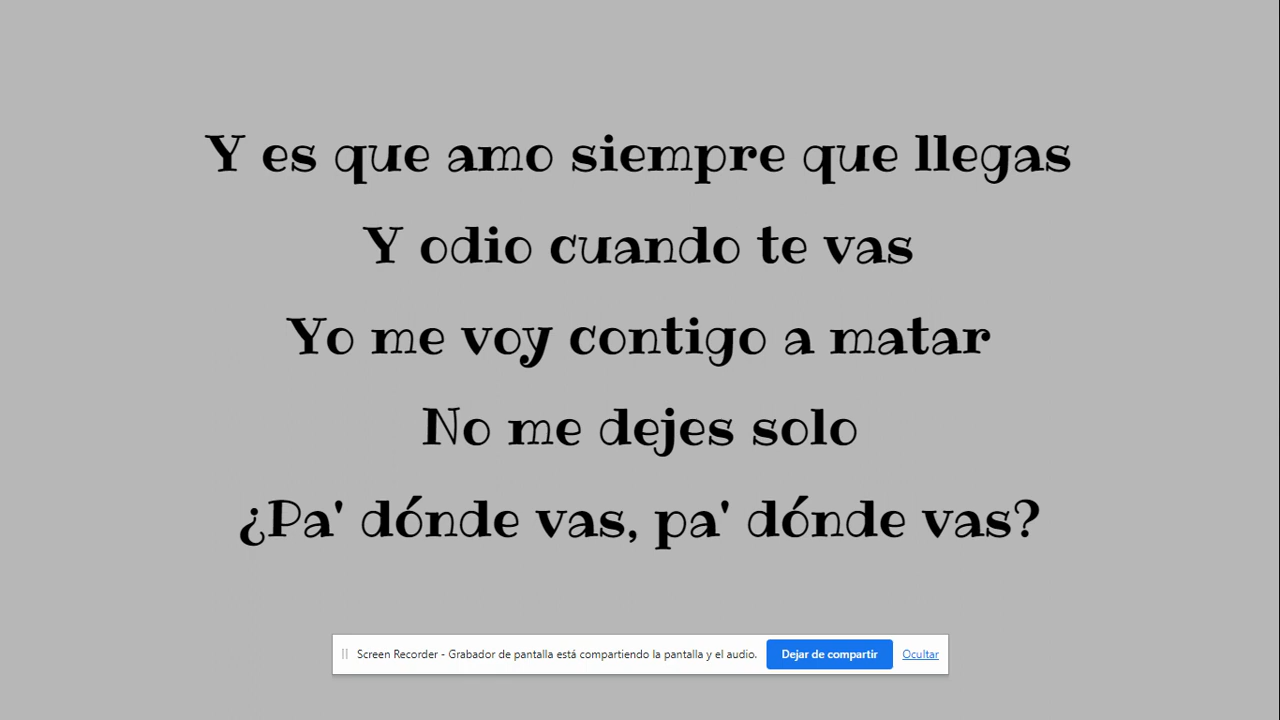 Y es que amo siempre que llegas
Y odio cuando te vas
Yo me voy contigo a matar
No me dejes solo
¿Pa' dónde vas, pa' dónde vas?
Screen Recorder - Grabador de pantalla está compartiendo la pantalla y el audio. Dejar de compartir Ocultar